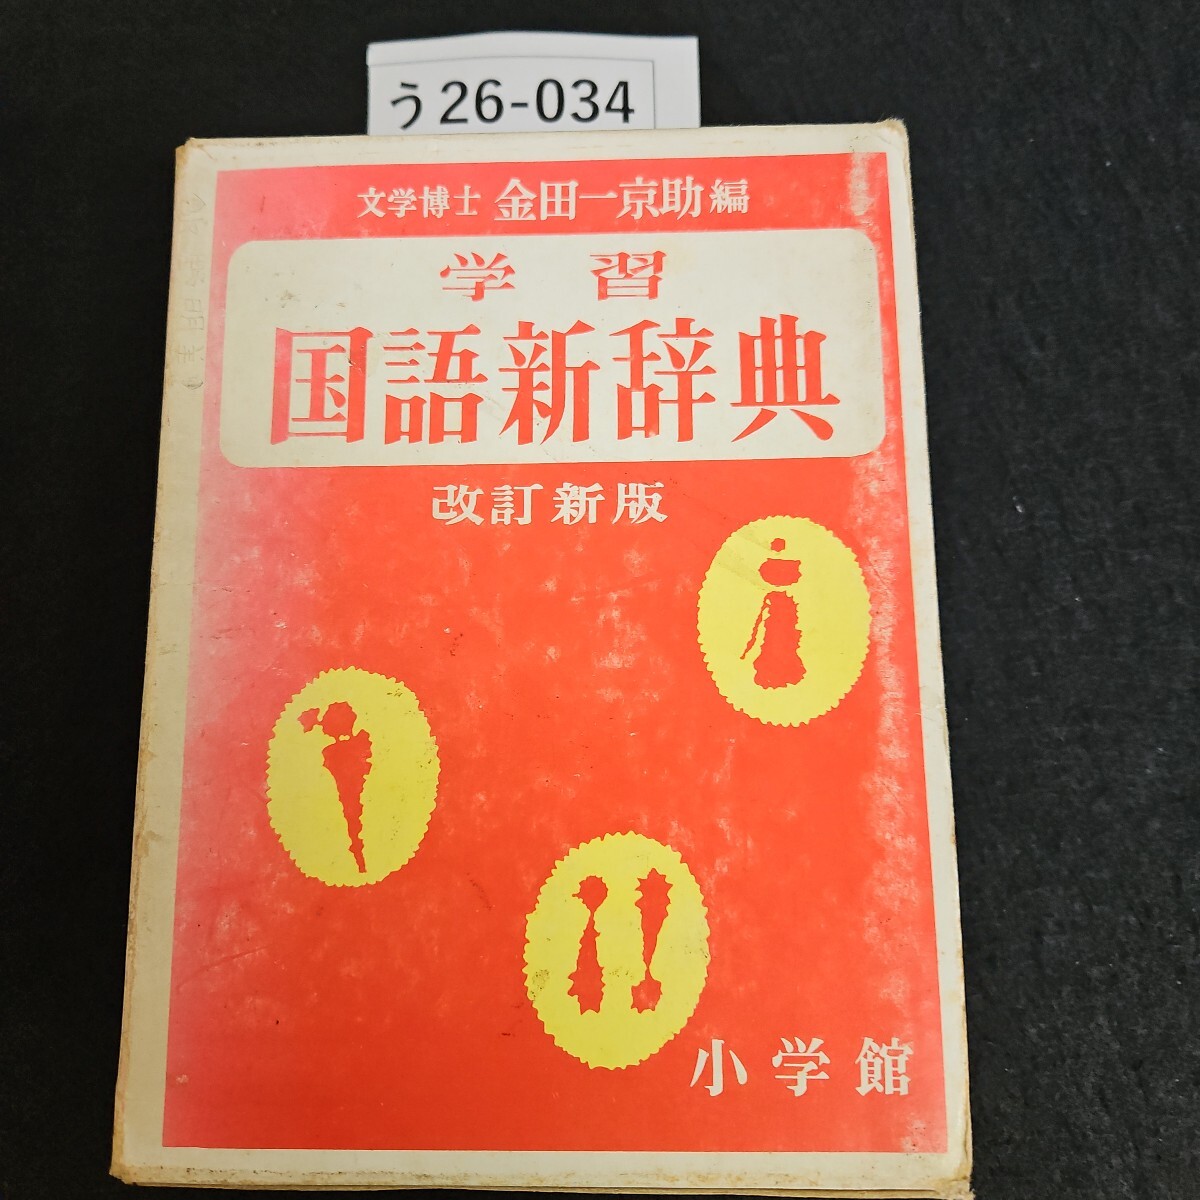 う26-034
文学博士 金田一京助編
学習
国語新辞典
改訂新版
小学館